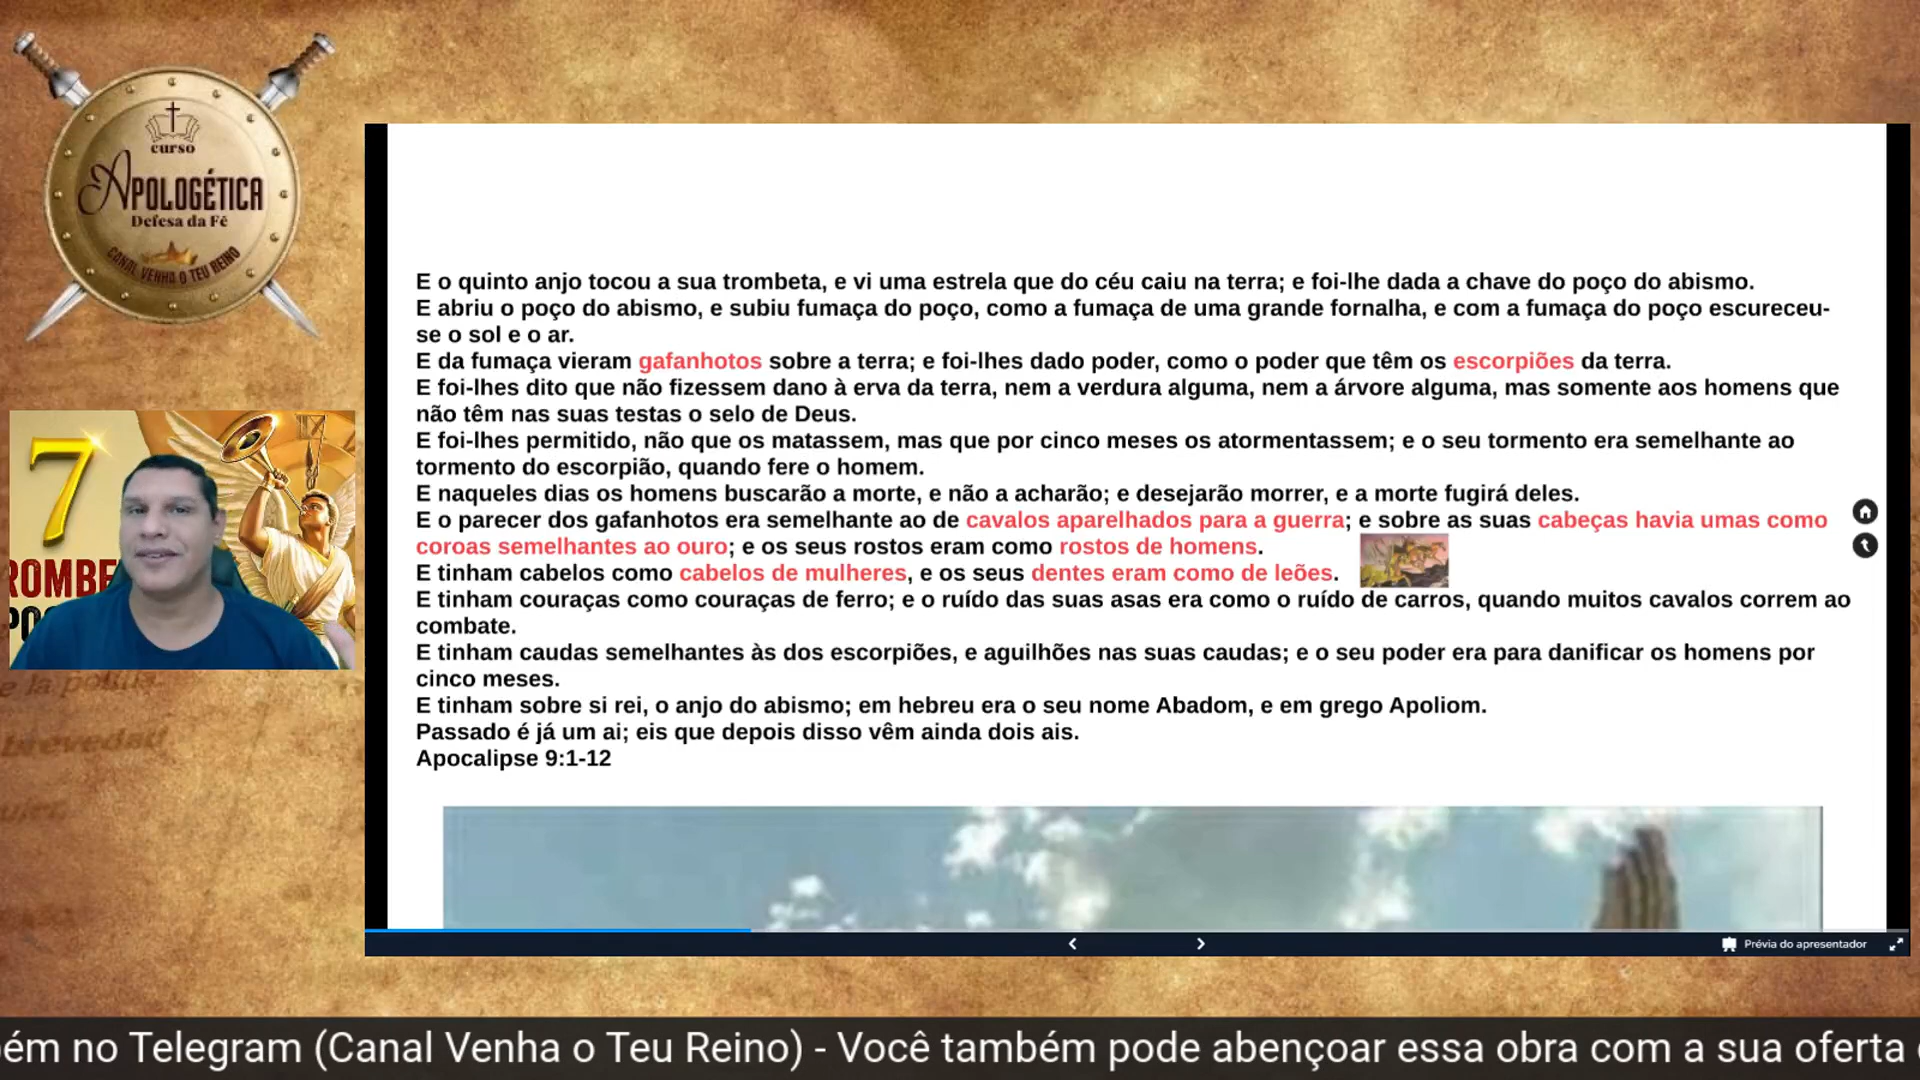 curso
APOLOGÉTICA
Defesa da Fé
CANAL VENHA O TEU REINO
7
E o quinto anjo tocou a sua trombeta, e vi uma estrela que do céu caiu na terra; e foi-lhe dada a chave do poço do abismo.
E abriu o poço do abismo, e subiu fumaça do poço, como a fumaça de uma grande fornalha, e com a fumaça do poço escureceu-
se o sol e o ar.
E da fumaça vieram gafanhotos sobre a terra; e foi-lhes dado poder, como o poder que têm os escorpiões da terra.
E foi-lhes dito que não fizessem dano à erva da terra, nem a verdura alguma, nem a árvore alguma, mas somente aos homens que
não têm nas suas testas o selo de Deus.
E foi-lhes permitido, não que os matassem, mas que por cinco meses os atormentassem; e o seu tormento era semelhante ao
tormento do escorpião, quando fere o homem.
E naqueles dias os homens buscarão a morte, e não a acharão; e desejarão morrer, e a morte fugirá deles.
E o parecer dos gafanhotos era semelhante ao de cavalos aparelhados para a guerra; e sobre as suas cabeças havia umas como
coroas semelhantes ao ouro; e os seus rostos eram como rostos de homens.
E tinham cabelos como cabelos de mulheres, e os seus dentes eram como de leões.
E tinham couraças como couraças de ferro; e o ruído das suas asas era como o ruído de carros, quando muitos cavalos correm ao
combate.
E tinham caudas semelhantes às dos escorpiões, e aguilhões nas suas caudas; e o seu poder era para danificar os homens por
cinco meses.
E tinham sobre si rei, o anjo do abismo; em hebreu era o seu nome Abadom, e em grego Apoliom.
Passado é já um ai; eis que depois disso vêm ainda dois ais.
Apocalipse 9:1-12
Prévia do apresentador
ém no Telegram (Canal Venha o Teu Reino) - Você também pode abençoar essa obra com a sua oferta